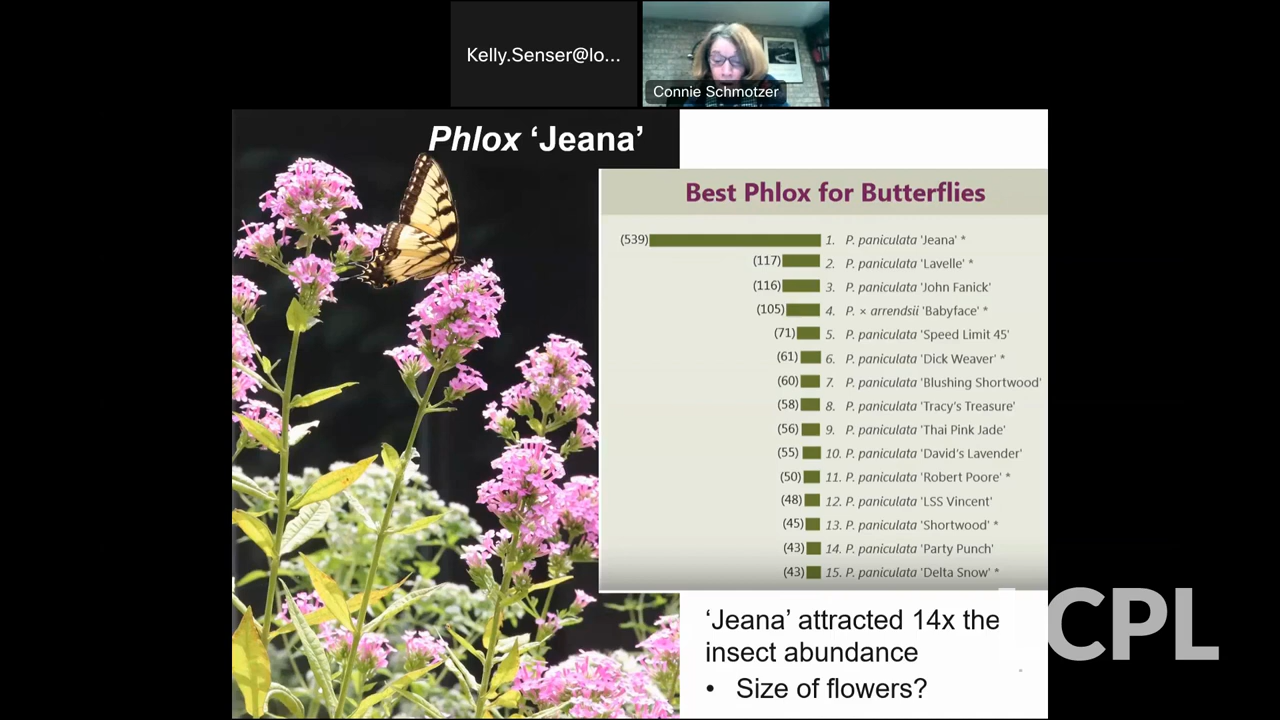 Kelly.Senser@lo...
Connie Schmotzer
Phlox ‘Jeana’
Best Phlox for Butterflies
(539) 1. P. paniculata 'Jeana' *
(117) 2. P. paniculata 'Lavelle' *
(116) 3. P. paniculata 'John Fanick'
(105) 4. P. × arrendsii 'Babyface' *
(71) 5. P. paniculata 'Speed Limit 45'
(61) 6. P. paniculata 'Dick Weaver' *
(60) 7. P. paniculata 'Blushing Shortwood'
(58) 8. P. paniculata 'Tracy's Treasure'
(56) 9. P. paniculata 'Thai Pink Jade'
(55) 10. P. paniculata 'David's Lavender'
(50) 11. P. paniculata 'Robert Poore' *
(48) 12. P. paniculata 'LSS Vincent'
(45) 13. P. paniculata 'Shortwood' *
(43) 14. P. paniculata 'Party Punch'
(43) 15. P. paniculata 'Delta Snow' *
‘Jeana’ attracted 14x the
insect abundance
• Size of flowers?
LCPL